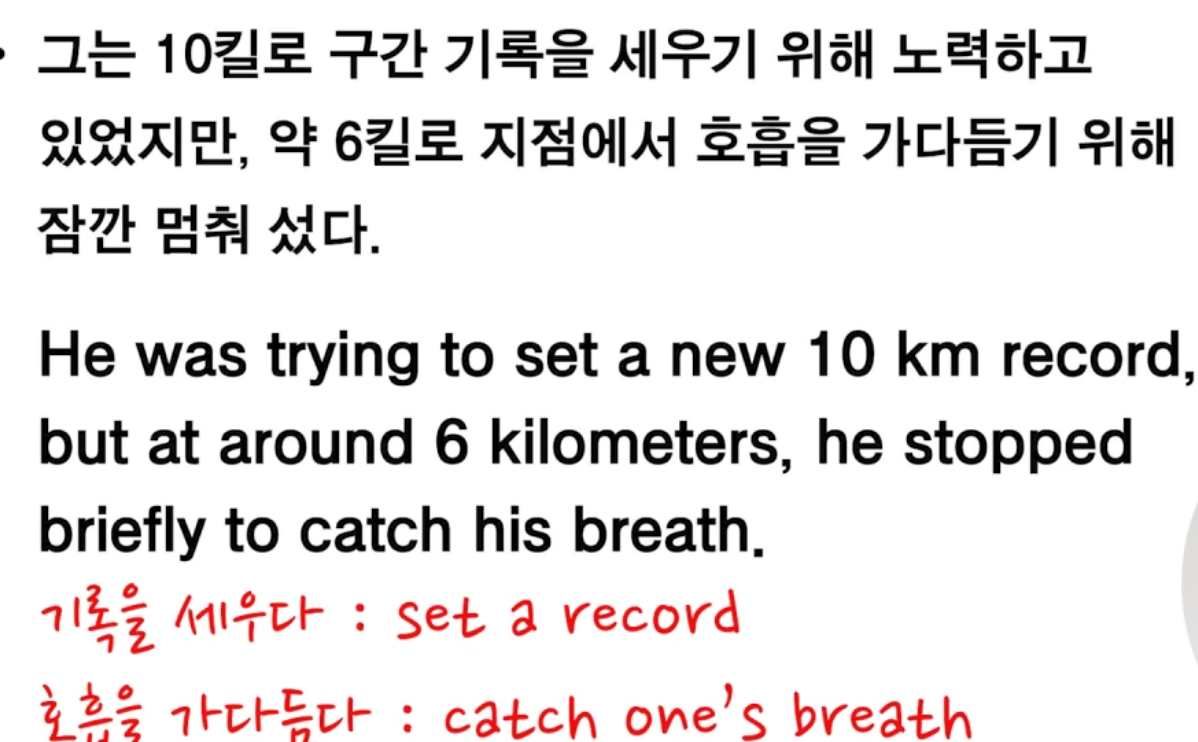 • 그는 10킬로 구간 기록을 세우기 위해 노력하고
있었지만, 약 6킬로 지점에서 호흡을 가다듬기 위해
잠깐 멈춰 섰다.
He was trying to set a new 10 km record,
but at around 6 kilometers, he stopped
briefly to catch his breath.
기록을 세우다 : set a record
호흡을 가다듬다 : catch one's breath